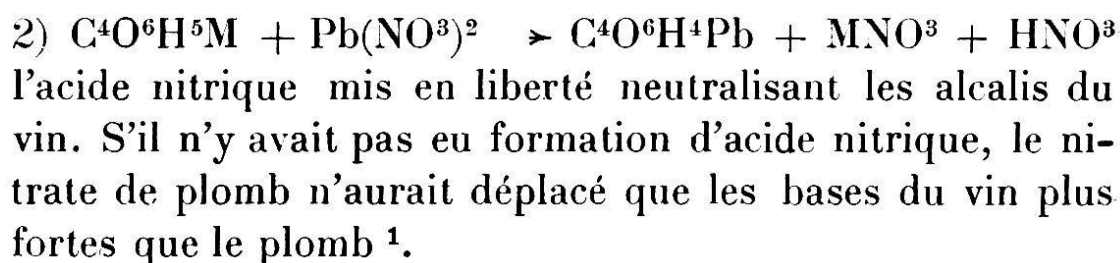 2) C⁴O⁶H⁵M + Pb(NO³)² ➤ C⁴O⁶H⁴Pb + MNO³ + HNO³
l'acide nitrique mis en liberté neutralisant les alcalis du
vin. S'il n'y avait pas eu formation d'acide nitrique, le ni-
trate de plomb n'aurait déplacé que les bases du vin plus
fortes que le plomb ¹.